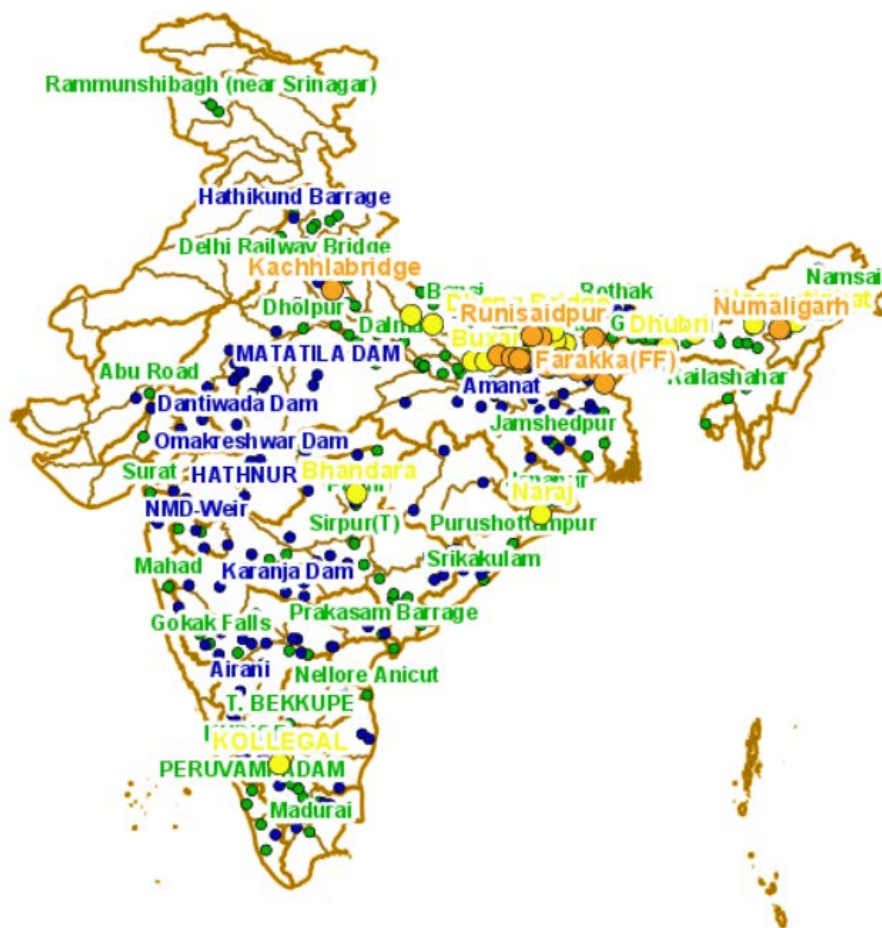 Rammunshibagh (near Srinagar)
Hathikund Barrage
Delhi Railway Bridge
Kachhlabridge
Dholpur
Bansi
Rothak
Namsai
Runisaidpur
Numaligarh
Dhubri
Buxar
Farakka(FF)
MATATILA DAM
Abu Road
Amanat
Kailashahar
Dantiwada Dam
Jamshedpur
Omakreshwar Dam
Surat
HATHNUR
Bhandara
Naraj
NMD-Weir
Sirpur(T)
Purushottampur
Mahad
Karanja Dam
Srikakulam
Gokak Falls
Prakasam Barrage
Airani
Nellore Anicut
T. BEKKUPE
KOLLEGAL
PERUVAMPADAM
Madurai